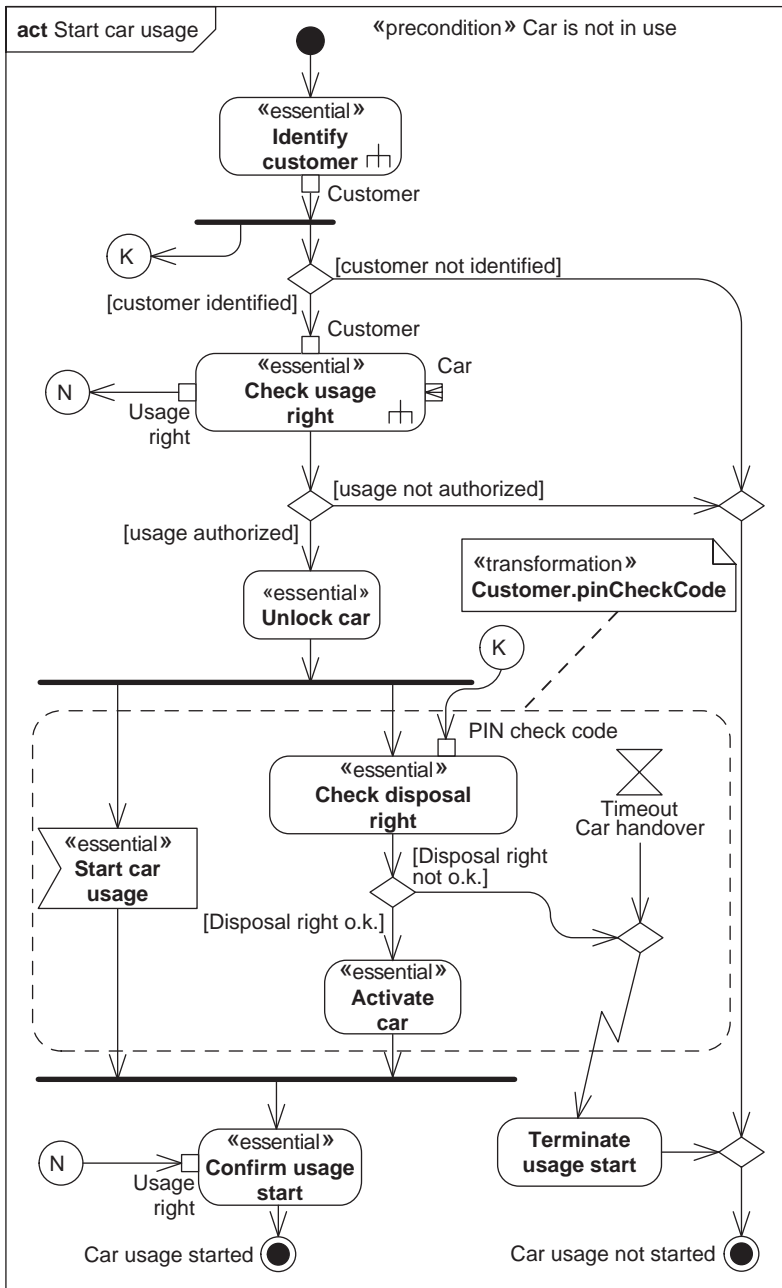 act Start car usage
«precondition» Car is not in use
«essential»
Identify
customer
Customer
K
[customer not identified]
[customer identified]
Customer
«essential»
Check usage
right
Car
N
Usage
right
[usage not authorized]
[usage authorized]
«transformation»
Customer.pinCheckCode
«essential»
Unlock car
K
PIN check code
«essential»
Check disposal
right
Timeout
Car handover
«essential»
Start car
usage
[Disposal right
not o.k.]
[Disposal right o.k.]
«essential»
Activate
car
«essential»
Confirm usage
start
N
Usage
right
Terminate
usage start
Car usage started
Car usage not started